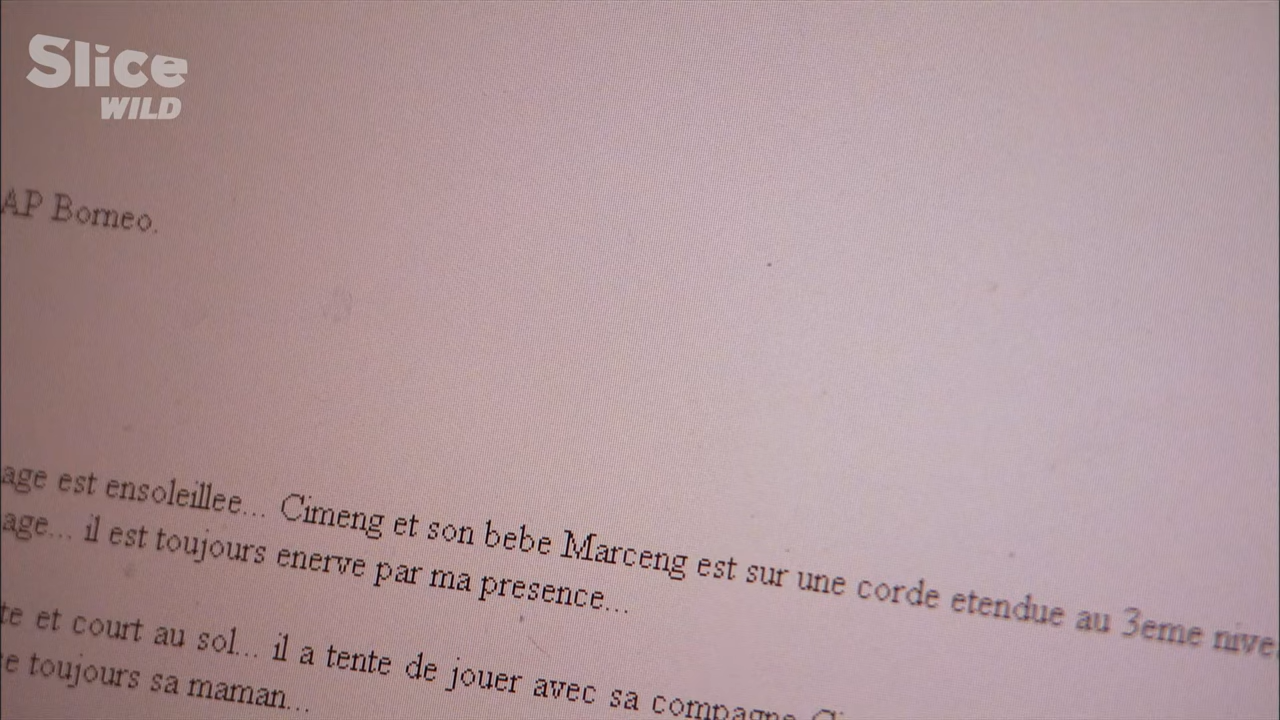 Slice
WILD
AP Borneo.
age est ensoleillee... Cimeng et son bebe Marceng est sur une corde etendue au 3eme nive
age... il est toujours enerve par ma presence...
te et court au sol... il a tente de jouer avec sa compagne
e toujours sa maman...